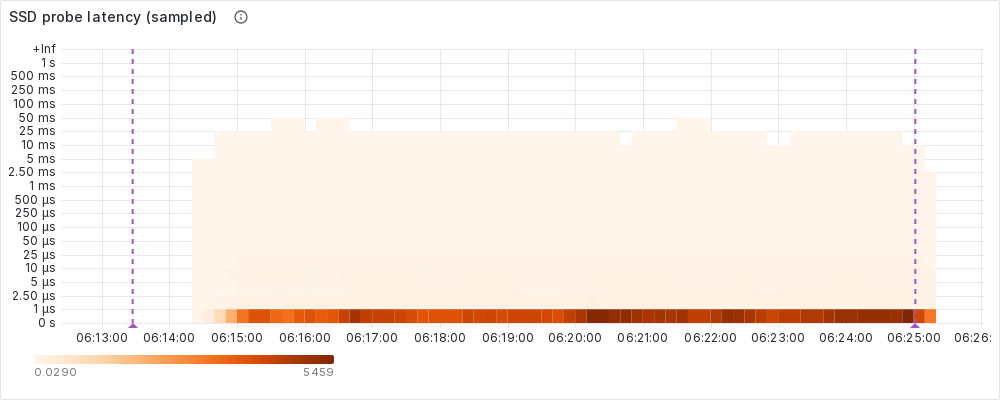 SSD probe latency (sampled)
+Inf
1 s
500 ms
250 ms
100 ms
50 ms
25 ms
10 ms
5 ms
2.50 ms
1 ms
500 µs
250 µs
100 µs
50 µs
25 µs
10 µs
5 µs
2.50 µs
1 µs
0 s
06:13:00 06:14:00 06:15:00 06:16:00 06:17:00 06:18:00 06:19:00 06:20:00 06:21:00 06:22:00 06:23:00 06:24:00 06:25:00 06:26:
0.0290 5459